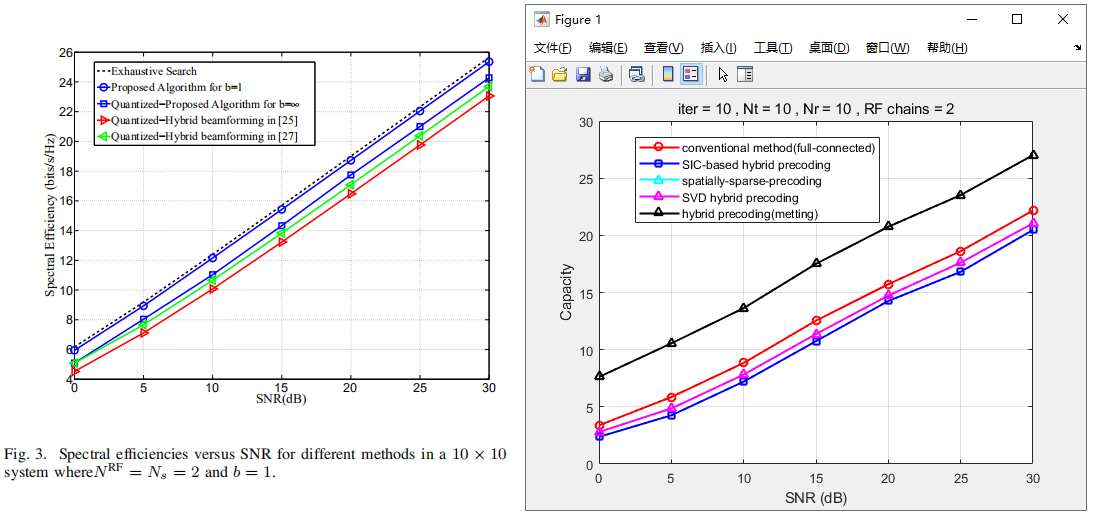 26
24
22
20
18
16
14
12
10
8
6
4
Spectral Efficiency (bits/s/Hz)
Exhaustive Search
Proposed Algorithm for b=1
Quantized-Proposed Algorithm for b=∞
Quantized-Hybrid beamforming in [25]
Quantized-Hybrid beamforming in [27]
0 5 10 15 20 25 30
SNR(dB)
Fig. 3. Spectral efficiencies versus SNR for different methods in a 10 × 10
system whereN^RF = N_s = 2 and b = 1.
Figure 1
文件(F) 编辑(E) 查看(V) 插入(I) 工具(T) 桌面(D) 窗口(W) 帮助(H)
iter = 10 , Nt = 10 , Nr = 10 , RF chains = 2
30
25
20
15
10
5
0
Capacity
conventional method(full-connected)
SIC-based hybrid precoding
spatially-sparse-precoding
SVD hybrid precoding
hybrid precoding(metting)
0 5 10 15 20 25 30
SNR (dB)